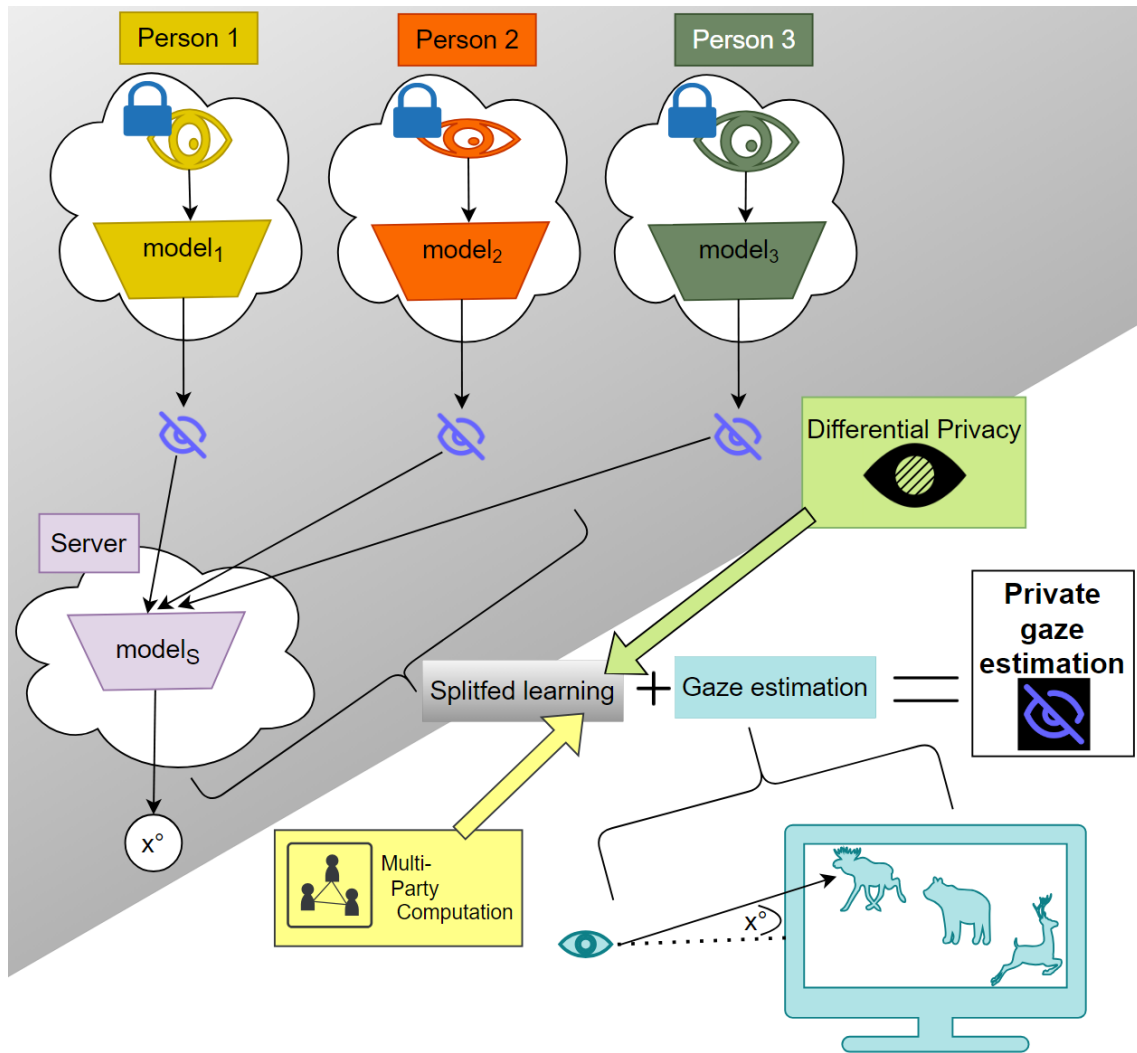 Person 1
Person 2
Person 3
model1
model2
model3
Differential Privacy
Server
modelS
Private
gaze
estimation
Splitfed learning
+
Gaze estimation
=
x°
Multi-
Party
Computation
x°